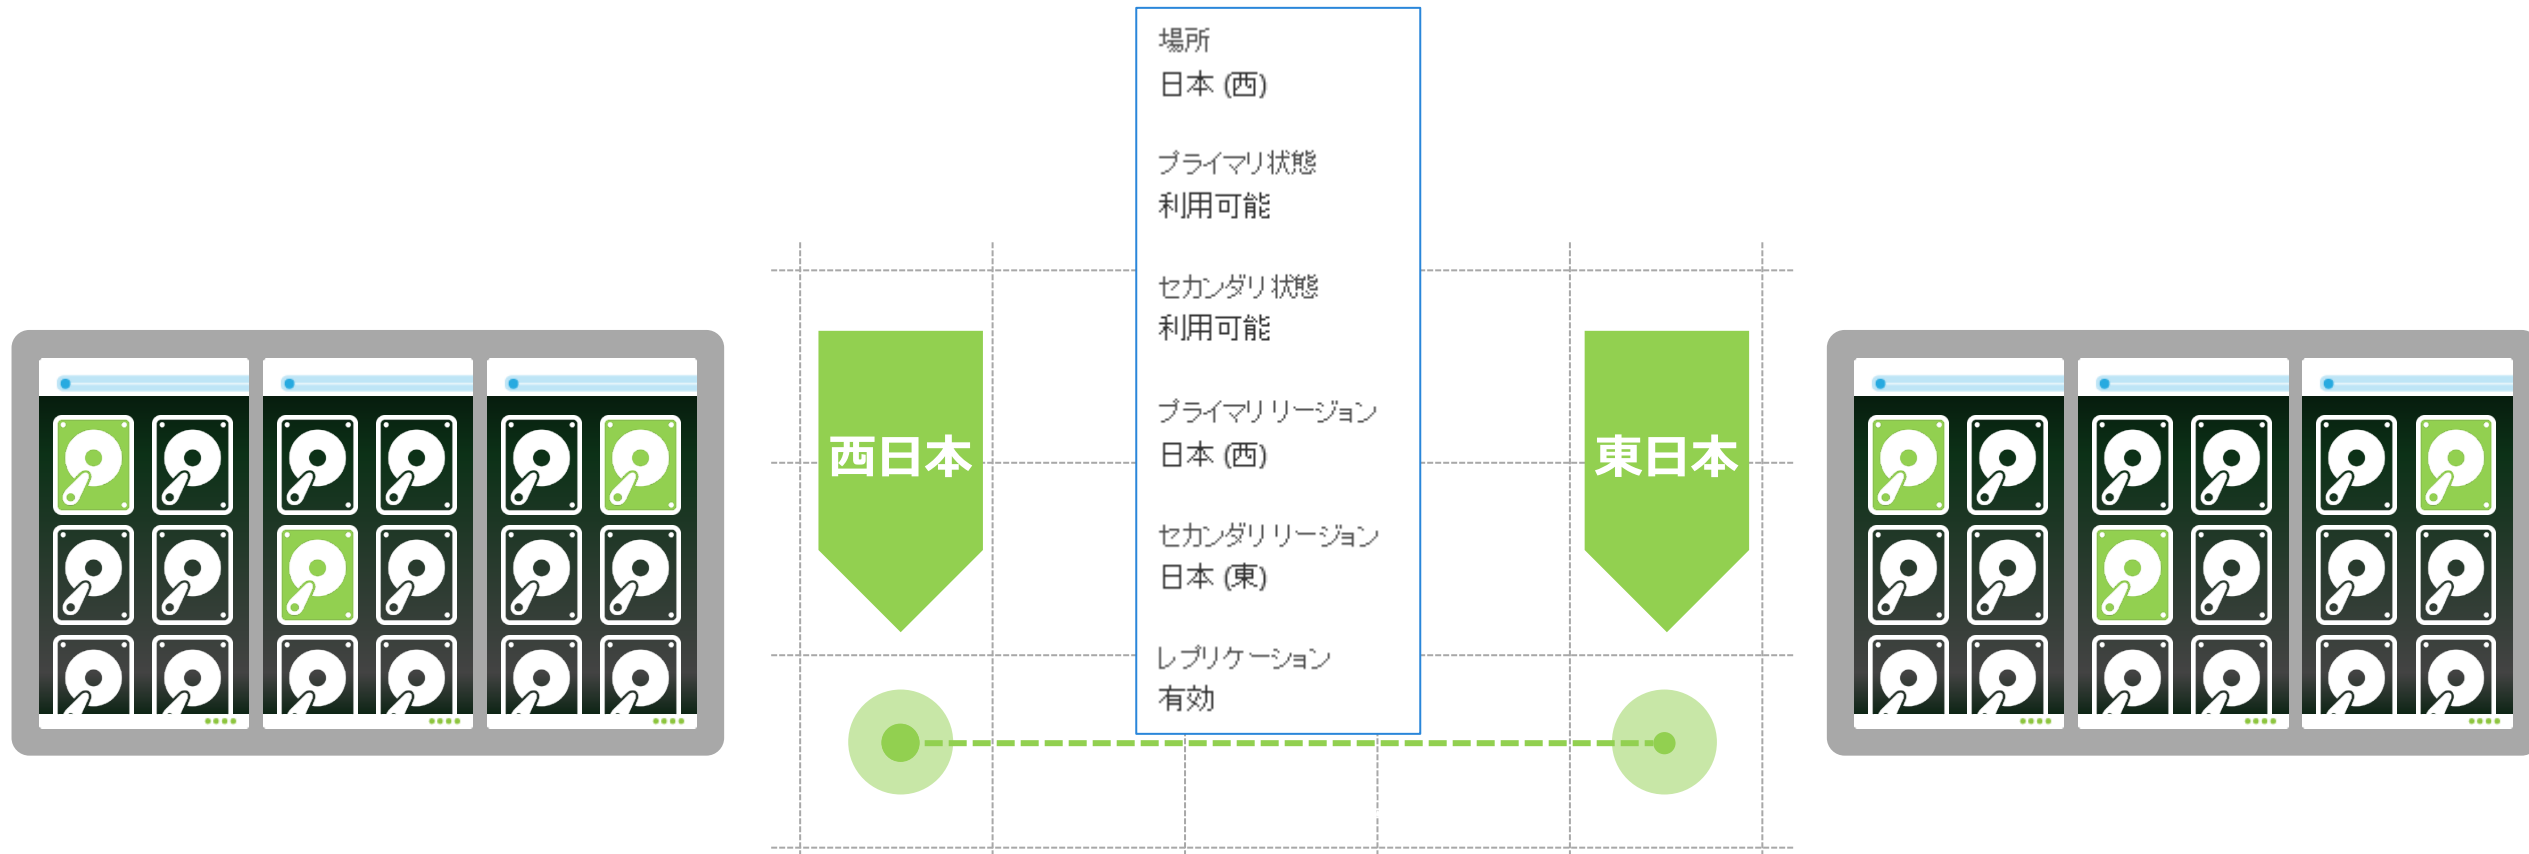 場所
日本 (西)
プライマリ状態
利用可能
セカンダリ状態
利用可能
プライマリ リージョン
日本 (西)
セカンダリ リージョン
日本 (東)
レプリケーション
有効
西日本
東日本